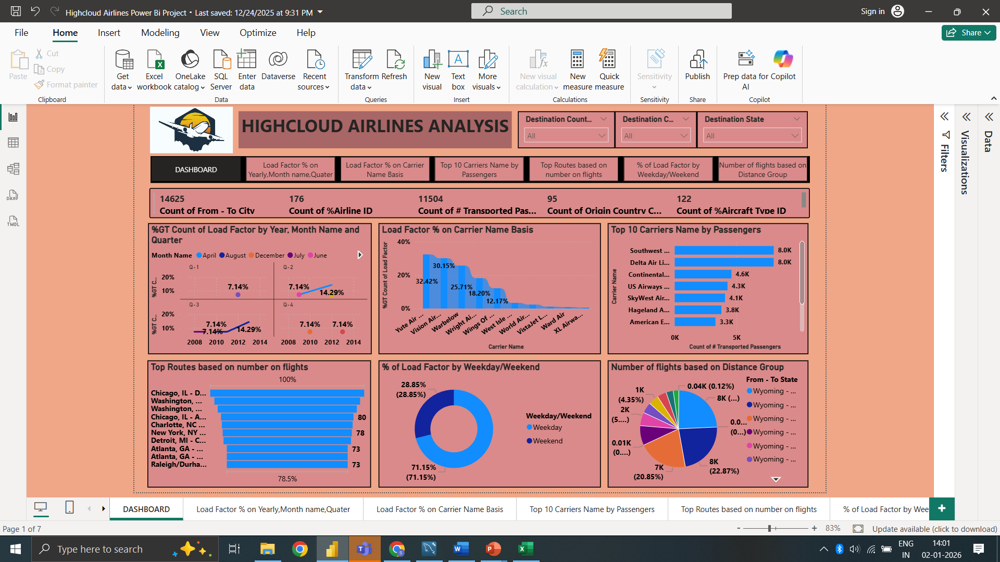 Highcloud Airlines Power Bi Project • Last saved: 12/24/2025 at 9:31 PM
Search
Sign in
File Home Insert Modeling View Optimize Help
Share
Paste
Cut
Copy
Format painter
Clipboard
Get data
Excel workbook
OneLake catalog
SQL Server
Enter data
Dataverse
Recent sources
Data
Transform data
Refresh
Queries
New visual
Text box
More visuals
Insert
New visual calculation
New measure
Quick measure
Calculations
Sensitivity
Sensitivity
Publish
Share
Prep data for AI
Copilot
Copilot
DAX
TMDL
HIGHCLOUD AIRLINES ANALYSIS
Destination Count...
All
Destination C...
All
Destination State
All
Filters
Visualizations
Data
DASHBOARD
Load Factor % on
Yearly,Month name,Quater
Load Factor % on Carrier
Name Basis
Top 10 Carriers Name by
Passengers
Top Routes based on
number on flights
% of Load Factor by
Weekday/Weekend
Number of flights based on
Distance Group
14625
Count of From - To City
176
Count of %Airline ID
11504
Count of # Transported Pas...
95
Count of Origin Country C...
122
Count of %Aircraft Type ID
%GT Count of Load Factor by Year, Month Name and
Quarter
Month Name April August December July June
Q-1
Q-2
%GT C...
20%
10%
7.14%
7.14%
14.29%
Q-3
Q-4
%GT C...
20%
10%
7.14%
7.14%
14.29%
7.14%
7.14%
2008 2010 2012 2014
2008 2010 2012 2014
Load Factor % on Carrier Name Basis
%GT Count of Load Factor
40%
20%
0%
32.42%
30.15%
25.71%
18.20%
12.17%
Yute Air ...
Vision Air...
Warbelow
Wright Ai...
Wings Of ...
West Isle ...
World Air...
VistaJet L...
Ward Air
XL Airwa...
Carrier Name
Top 10 Carriers Name by Passengers
Carrier Name
Southwest ... 8.0K
Delta Air Li... 8.0K
Continental... 4.6K
US Airways ... 4.3K
SkyWest Air... 4.1K
Hageland A... 3.8K
American E... 3.3K
0K 5K
Count of # Transported Passengers
Top Routes based on number on flights
100%
Chicago, IL - D...
Washington, ...
Washington, ...
Chicago, IL - A... 80
Charlotte, NC ...
New York, NY ... 78
Detroit, MI - C...
Atlanta, GA - ... 73
Atlanta, GA - ...
Raleigh/Durha... 73
78.5%
% of Load Factor by Weekday/Weekend
28.85%
(28.85%)
71.15%
(71.15%)
Weekday/Weekend
Weekday
Weekend
Number of flights based on Distance Group
0.04K (0.12%)
8K (...)
0.0...
(0...)
8K
(22.87%)
7K
(20.85%)
0.01K
(0....)
2K
(5....)
1K
(4.35%)
From - To State
Wyoming - ...
Wyoming - ...
Wyoming - ...
Wyoming - ...
Wyoming - ...
Wyoming - ...
DASHBOARD
Load Factor % on Yearly,Month name,Quater
Load Factor % on Carrier Name Basis
Top 10 Carriers Name by Passengers
Top Routes based on number on flights
% of Load Factor by Wee
Page 1 of 7
83%
Update available (click to download)
Type here to search
ENG
IN
14:01
02-01-2026